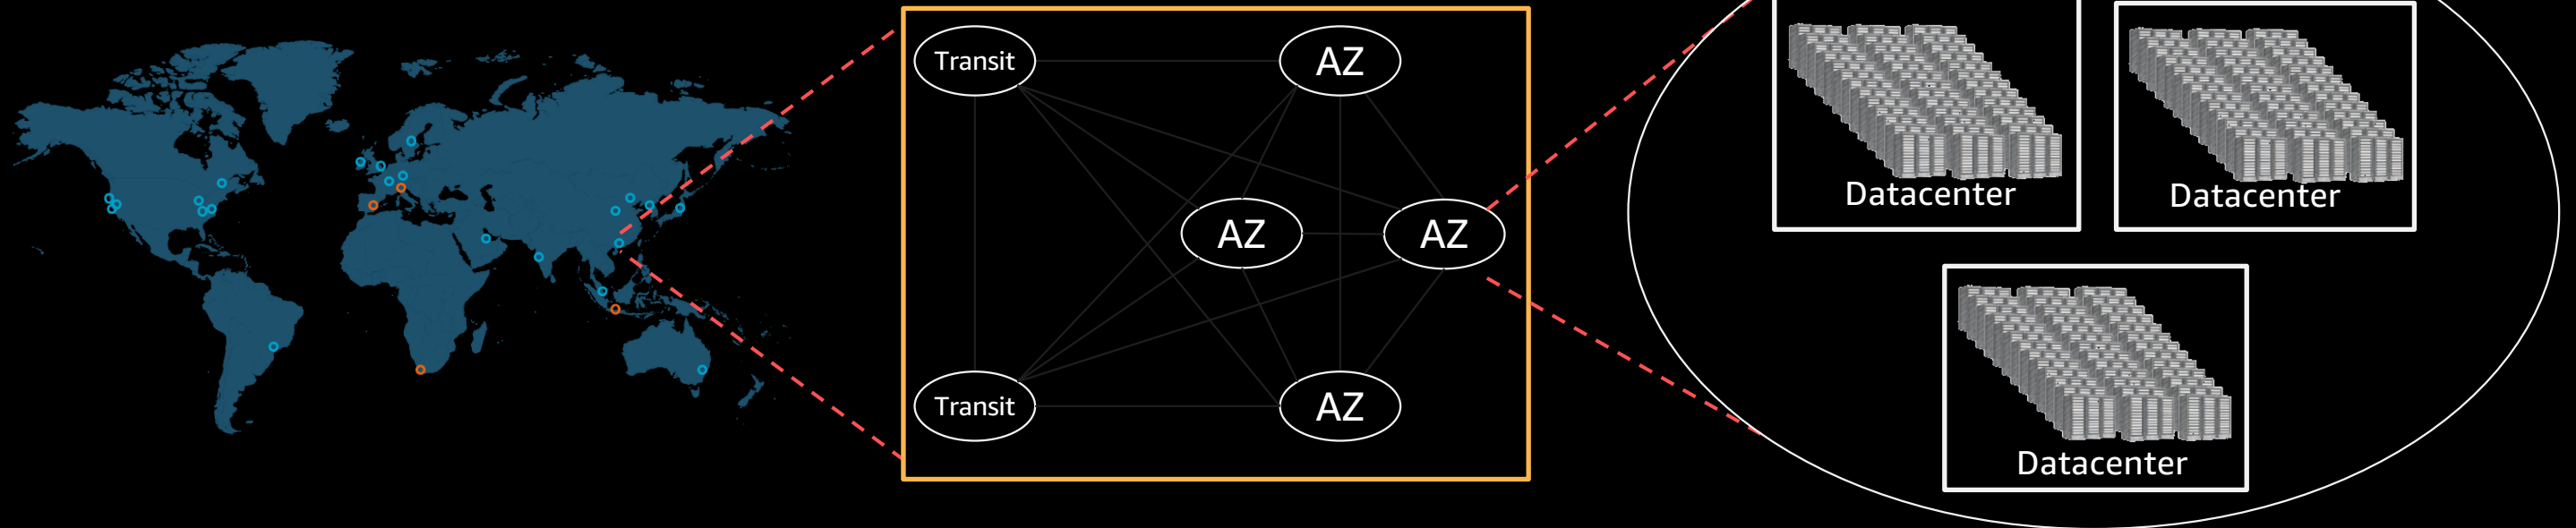 Transit
AZ
AZ
AZ
Transit
AZ
Datacenter
Datacenter
Datacenter